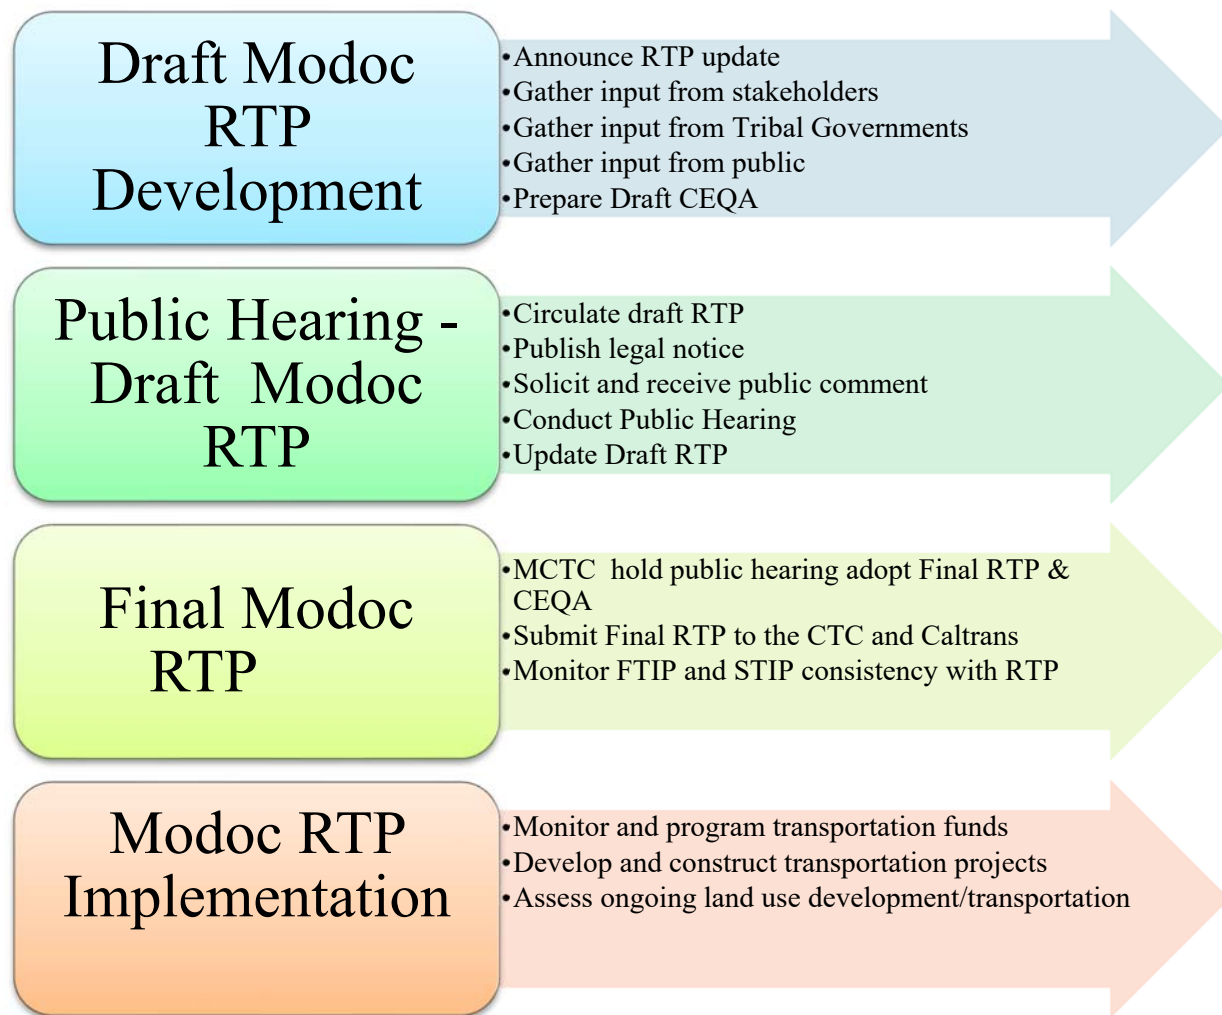 Draft Modoc
RTP
Development
•Announce RTP update
•Gather input from stakeholders
•Gather input from Tribal Governments
•Gather input from public
•Prepare Draft CEQA
Public Hearing -
Draft  Modoc
RTP
•Circulate draft RTP
•Publish legal notice
•Solicit and receive public comment
•Conduct Public Hearing
•Update Draft RTP
Final Modoc
RTP
•MCTC  hold public hearing adopt Final RTP &
CEQA
•Submit Final RTP to the CTC and Caltrans
•Monitor FTIP and STIP consistency with RTP
Modoc RTP
Implementation
•Monitor and program transportation funds
•Develop and construct transportation projects
•Assess ongoing land use development/transportation